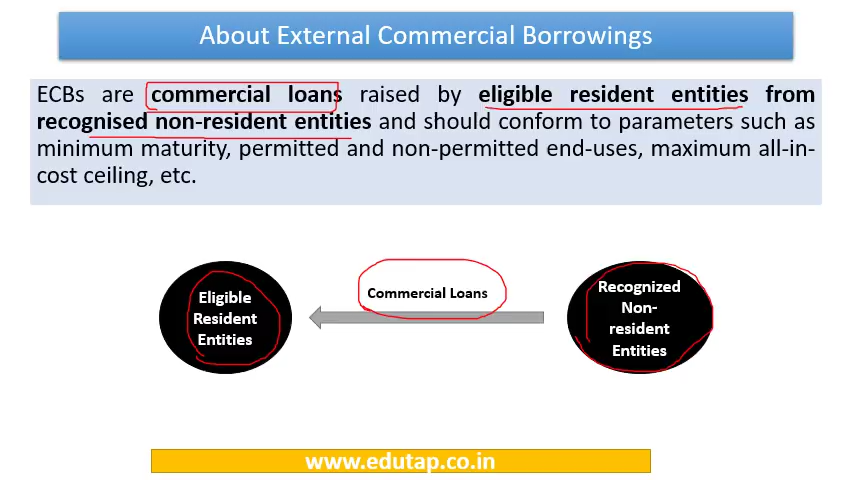 About External Commercial Borrowings
ECBs are commercial loans raised by eligible resident entities from
recognised non-resident entities and should conform to parameters such as
minimum maturity, permitted and non-permitted end-uses, maximum all-in-
cost ceiling, etc.
Eligible
Resident
Entities
Commercial Loans
Recognized
Non-
resident
Entities
www.edutap.co.in